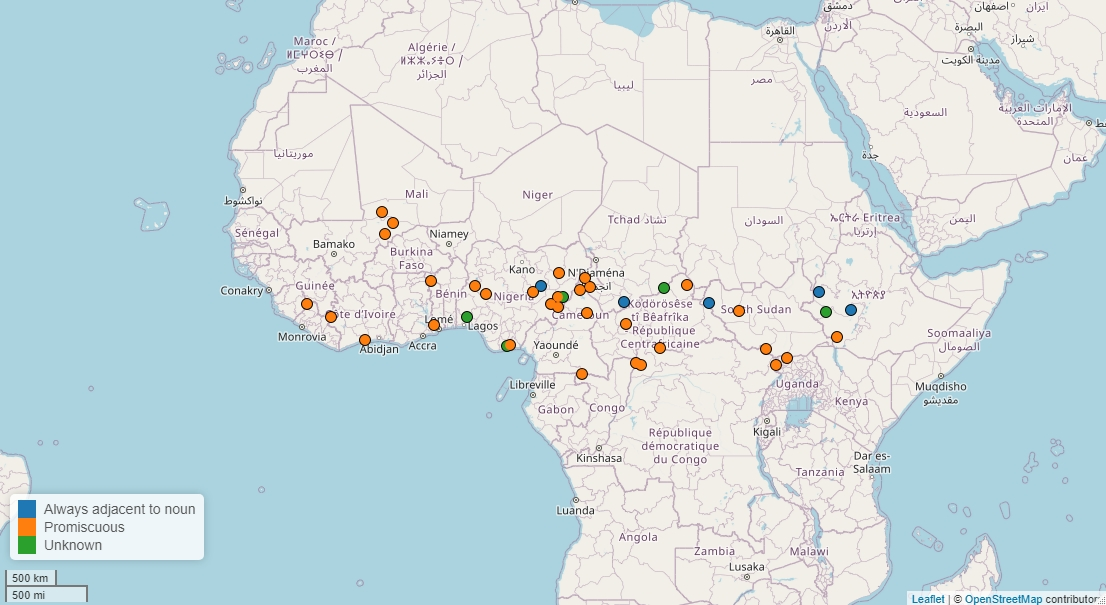 دمشق
اصفهان
ایران
الأردن
البصرة
شیراز
القاهرة
مدينة الكويت
Maroc /
ⵍⵎⵖⵔⵉⴱ /
المغرب
Algérie /
الجزائر
ليبيا
مصر
السعودية
الإمارات العربية
المتحدة
عمان
جدة
موريتانيا
نواكشوط
Mali
Niger
Tchad تشاد
السودان
ኤርትራ Eritrea
إرتريا
اليمن
Sénégal
Bamako
Niamey
Burkina
Faso
Kano
N'Djaména
Guinée
Conakry
Bénin
Nigeria
Ködörösêse
tî Bêafrîka
République
Centrafricaine
South Sudan
Côte d'Ivoire
Lomé
Lagos
Cameroun
Monrovia
Abidjan
Accra
Yaoundé
Soomaaliya
الصومال
Libreville
Uganda
Muqdisho
مقديشو
Gabon
Congo
Kenya
Kigali
République
démocratique
du Congo
Kinshasa
Dar es-
Salaam
Tanzania
Luanda
Angola
Zambia
Malawi
Lusaka
Always adjacent to noun
Promiscuous
Unknown
500 km
500 mi
Leaflet | © OpenStreetMap contributors